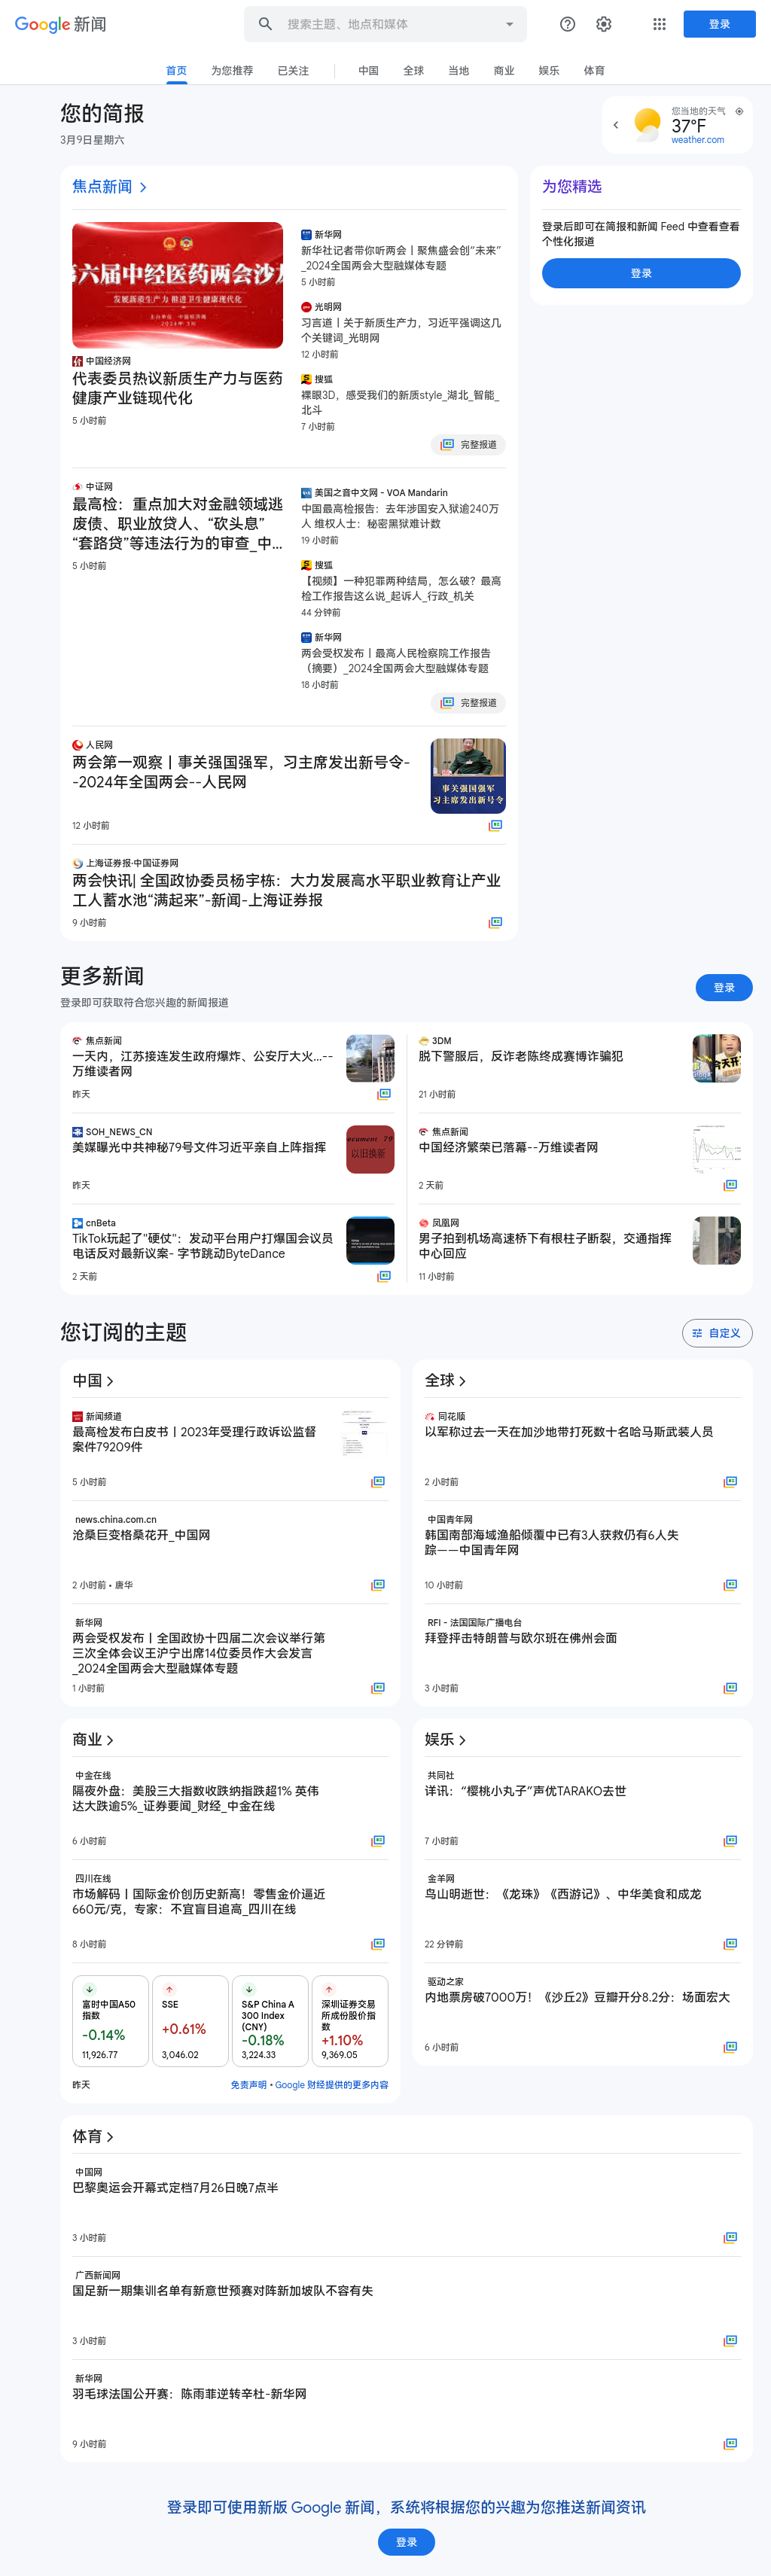 Google 新闻
搜索主题、地点和媒体
登录
首页
为您推荐
已关注
中国
全球
当地
商业
娱乐
体育
您的简报
3月9日星期六
您当地的天气
37°F
weather.com
焦点新闻
第六届中经医药两会沙龙
发展新质生产力 推进卫生健康现代化
中国经济网
代表委员热议新质生产力与医药
健康产业链现代化
5 小时前
新华网
新华社记者带你听两会丨聚焦盛会创“未来”
_2024全国两会大型融媒体专题
5 小时前
光明网
习言道丨关于新质生产力，习近平强调这几
个关键词_光明网
12 小时前
搜狐
裸眼3D，感受我们的新质style_湖北_智能_
北斗
7 小时前
完整报道
中证网
最高检：重点加大对金融领域逃
废债、职业放贷人、“砍头息”
“套路贷”等违法行为的审查_中...
5 小时前
美国之音中文网 - VOA Mandarin
中国最高检报告：去年涉国安入狱逾240万
人 维权人士：秘密黑狱难计数
19 小时前
搜狐
【视频】一种犯罪两种结局，怎么破？最高
检工作报告这么说_起诉人_行政_机关
44 分钟前
新华网
两会受权发布丨最高人民检察院工作报告
（摘要）_2024全国两会大型融媒体专题
18 小时前
完整报道
人民网
两会第一观察丨事关强国强军，习主席发出新号令-
-2024年全国两会--人民网
12 小时前
事关强国强军
习主席发出新号令
上海证券报·中国证券网
两会快讯| 全国政协委员杨宇栋：大力发展高水平职业教育让产业
工人蓄水池“满起来”-新闻-上海证券报
9 小时前
为您精选
登录后即可在简报和新闻 Feed 中查看查看
个性化报道
登录
更多新闻
登录即可获取符合您兴趣的新闻报道
登录
焦点新闻
一天内，江苏接连发生政府爆炸、公安厅大火...--
万维读者网
昨天
3DM
脱下警服后，反诈老陈终成赛博诈骗犯
21 小时前
今天开
SOH_NEWS_CN
美媒曝光中共神秘79号文件习近平亲自上阵指挥
昨天
ocument 79
以旧换新
焦点新闻
中国经济繁荣已落幕--万维读者网
2 天前
cnBeta
TikTok玩起了"硬仗"：发动平台用户打爆国会议员
电话反对最新议案- 字节跳动ByteDance
2 天前
凤凰网
男子拍到机场高速桥下有根柱子断裂，交通指挥
中心回应
11 小时前
您订阅的主题
自定义
中国
新闻频道
最高检发布白皮书丨2023年受理行政诉讼监督
案件79209件
5 小时前
news.china.com.cn
沧桑巨变格桑花开_中国网
2 小时前 • 唐华
新华网
两会受权发布丨全国政协十四届二次会议举行第
三次全体会议王沪宁出席14位委员作大会发言
_2024全国两会大型融媒体专题
1 小时前
全球
同花顺
以军称过去一天在加沙地带打死数十名哈马斯武装人员
2 小时前
中国青年网
韩国南部海域渔船倾覆中已有3人获救仍有6人失
踪——中国青年网
10 小时前
RFI - 法国国际广播电台
拜登抨击特朗普与欧尔班在佛州会面
3 小时前
商业
中金在线
隔夜外盘：美股三大指数收跌纳指跌超1% 英伟
达大跌逾5%_证券要闻_财经_中金在线
6 小时前
四川在线
市场解码丨国际金价创历史新高！零售金价逼近
660元/克，专家：不宜盲目追高_四川在线
8 小时前
富时中国A50
指数
-0.14%
11,926.77
SSE
+0.61%
3,046.02
S&P China A
300 Index
(CNY)
-0.18%
3,224.33
深圳证券交易
所成份股价指
数
+1.10%
9,369.05
昨天
免责声明 • Google 财经提供的更多内容
娱乐
共同社
详讯：“樱桃小丸子”声优TARAKO去世
7 小时前
金羊网
鸟山明逝世：《龙珠》《西游记》、中华美食和成龙
22 分钟前
驱动之家
内地票房破7000万！《沙丘2》豆瓣开分8.2分：场面宏大
6 小时前
体育
中国网
巴黎奥运会开幕式定档7月26日晚7点半
3 小时前
广西新闻网
国足新一期集训名单有新意世预赛对阵新加坡队不容有失
3 小时前
新华网
羽毛球法国公开赛：陈雨菲逆转辛杜-新华网
9 小时前
登录即可使用新版 Google 新闻，系统将根据您的兴趣为您推送新闻资讯
登录